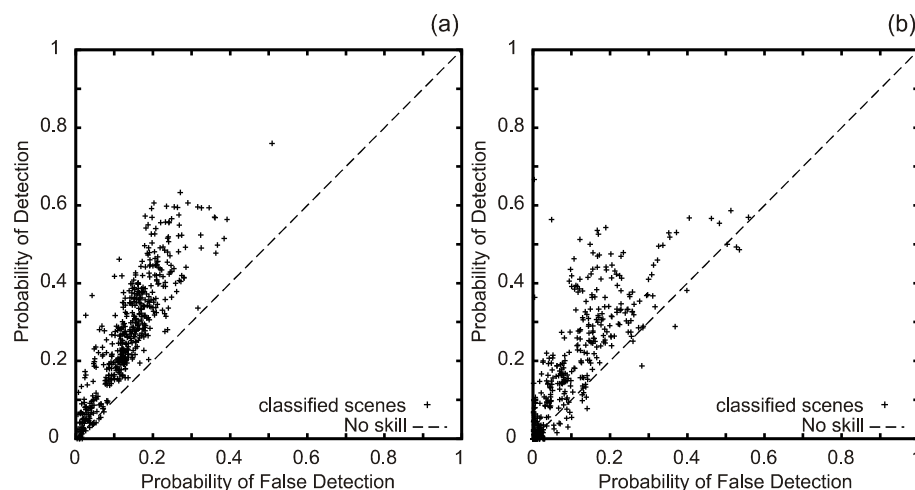 (a)
1
0.8
0.6
0.4
0.2
0
Probability of Detection
classified scenes
No skill
0 0.2 0.4 0.6 0.8 1
Probability of False Detection
(b)
1
0.8
0.6
0.4
0.2
0
Probability of Detection
classified scenes
No skill
0 0.2 0.4 0.6 0.8 1
Probability of False Detection